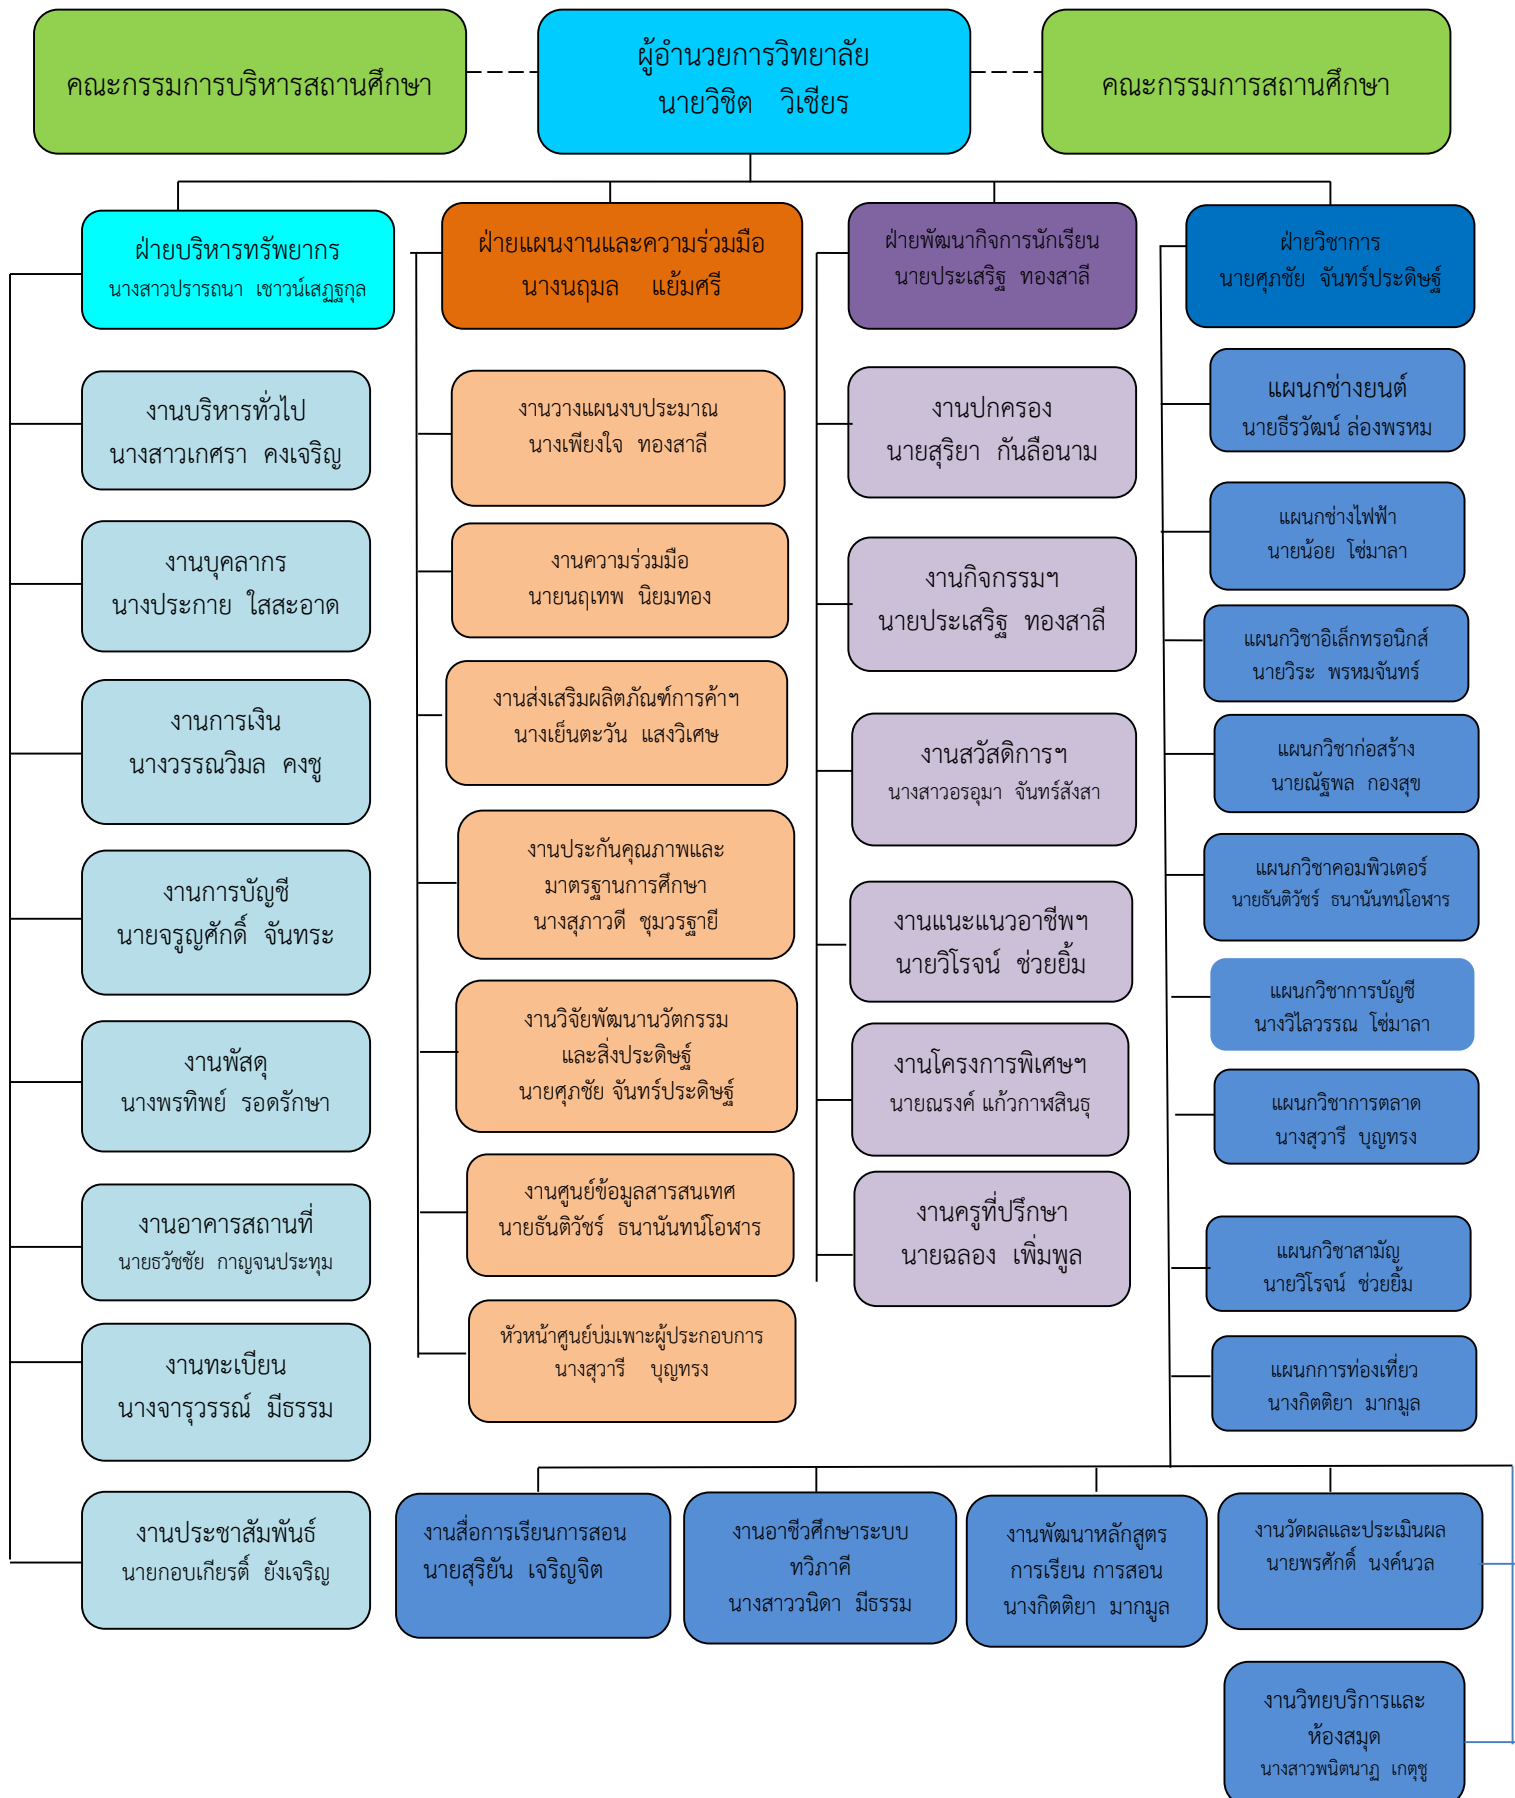 คณะกรรมการบริหารสถานศึกษา
ผู้อำนวยการวิทยาลัย
นายวิชิต วิเชียร
คณะกรรมการสถานศึกษา
ฝ่ายบริหารทรัพยากร
นางสาวปรารถนา เชาวน์เสฏฐกุล
งานบริหารทั่วไป
นางสาวเกศรา คงเจริญ
งานบุคลากร
นางประกาย ใสสะอาด
งานการเงิน
นางวรรณวิมล คงชู
งานการบัญชี
นายจรูญศักดิ์ จันทระ
งานพัสดุ
นางพรทิพย์ รอดรักษา
งานอาคารสถานที่
นายธวัชชัย กาญจนประทุม
งานทะเบียน
นางจารุวรรณ์ มีธรรม
งานประชาสัมพันธ์
นายกอบเกียรติ์ ยังเจริญ
ฝ่ายแผนงานและความร่วมมือ
นางนฤมล แย้มศรี
งานวางแผนงบประมาณ
นางเพียงใจ ทองสาลี
งานความร่วมมือ
นายนฤเทพ นิยมทอง
งานส่งเสริมผลิตภัณฑ์การค้าฯ
นางเย็นตะวัน แสงวิเศษ
งานประกันคุณภาพและ
มาตรฐานการศึกษา
นางสุภาวดี ชุมวรฐายี
งานวิจัยพัฒนานวัตกรรม
และสิ่งประดิษฐ์
นายศุภชัย จันทร์ประดิษฐ์
งานศูนย์ข้อมูลสารสนเทศ
นายธันติวัชร์ ธนานันทน์โอฬาร
หัวหน้าศูนย์บ่มเพาะผู้ประกอบการ
นางสุวารี บุญทรง
ฝ่ายพัฒนากิจการนักเรียน
นายประเสริฐ ทองสาลี
งานปกครอง
นายสุริยา กันลือนาม
งานกิจกรรมฯ
นายประเสริฐ ทองสาลี
งานสวัสดิการฯ
นางสาวอรอุมา จันทร์สังสา
งานแนะแนวอาชีพฯ
นายวิโรจน์ ช่วยยิ้ม
งานโครงการพิเศษฯ
นายณรงค์ แก้วกาฬสินธุ
งานครูที่ปรึกษา
นายฉลอง เพิ่มพูล
ฝ่ายวิชาการ
นายศุภชัย จันทร์ประดิษฐ์
แผนกช่างยนต์
นายธีรวัฒน์ ล่องพรหม
แผนกช่างไฟฟ้า
นายน้อย โซ่มาลา
แผนกวิชาอิเล็กทรอนิกส์
นายวิระ พรหมจันทร์
แผนกวิชาก่อสร้าง
นายณัฐพล กองสุข
แผนกวิชาคอมพิวเตอร์
นายธันติวัชร์ ธนานันทน์โอฬาร
แผนกวิชาการบัญชี
นางวิไลวรรณ โซ่มาลา
แผนกวิชาการตลาด
นางสุวารี บุญทรง
แผนกวิชาสามัญ
นายวิโรจน์ ช่วยยิ้ม
แผนกการท่องเที่ยว
นางกิตติยา มากมูล
งานสื่อการเรียนการสอน
นายสุริยัน เจริญจิต
งานอาชีวศึกษาระบบ
ทวิภาคี
นางสาววนิดา มีธรรม
งานพัฒนาหลักสูตร
การเรียน การสอน
นางกิตติยา มากมูล
งานวัดผลและประเมินผล
นายพรศักดิ์ นงค์นวล
งานวิทยบริการและ
ห้องสมุด
นางสาวพนิตนาฏ เกตุชู